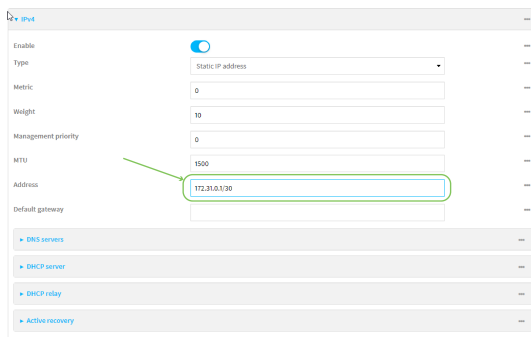 IPv4
Enable
Type Static IP address
Metric 0
Weight 10
Management priority 0
MTU 1500
Address 172.31.0.1/30
Default gateway
DNS servers
DHCP server
DHCP relay
Active recovery